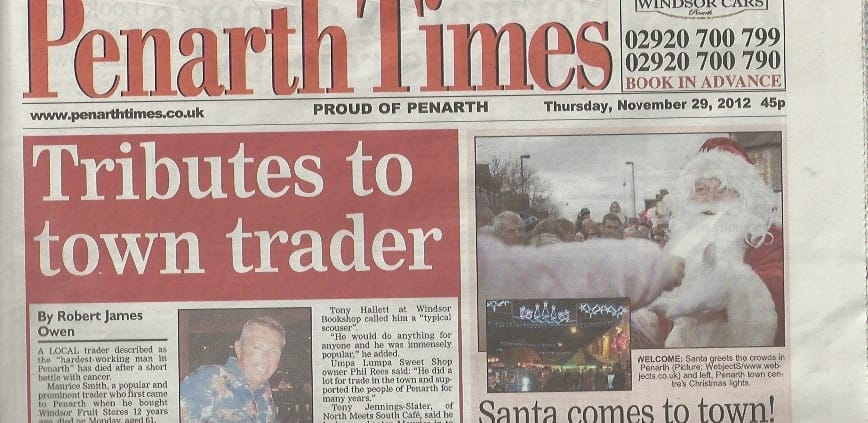 WINDSOR CARS
Penarth
Penarth Times
02920 700 799
02920 700 790
BOOK IN ADVANCE
www.penarthtimes.co.uk
PROUD OF PENARTH
Thursday, November 29, 2012 45p
Tributes to
town trader
By Robert James
Owen
A LOCAL trader described as
the "hardest-working man in
Penarth" has died after a short
battle with cancer.
Maurice Smith, a popular and
prominent trader who first came
to Penarth when he bought
Windsor Fruit Stores 12 years
ago died on Monday, aged 61.
Tony Hallett at Windsor
Bookshop called him a "typical
scouser".
"He would do anything for
anyone and he was immensely
popular," he added.
Umpa Lumpa Sweet Shop
owner Phil Rees said: "He did a
lot for trade in the town and sup-
ported the people of Penarth for
many years."
Tony Jennings-Slater, of
North Meets South Café, said he
WELCOME: Santa greets the crowds in
Penarth (Picture: WebjectS/www.web-
jects.co.uk) and left, Penarth town cen-
tre's Christmas lights.
Santa comes to town!